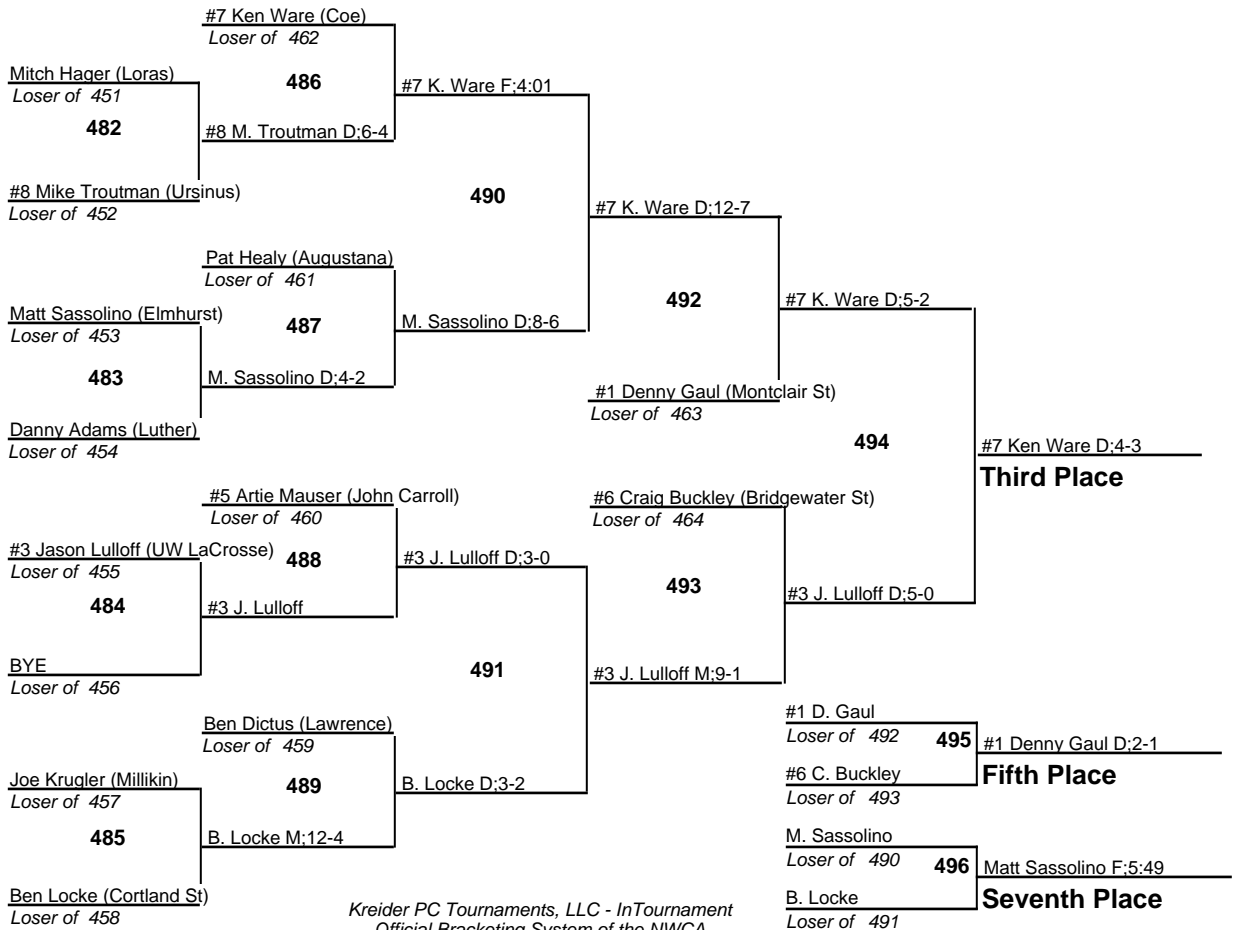 #7 Ken Ware (Coe)
Loser of 462
Mitch Hager (Loras)
Loser of 451
486
#7 K. Ware F;4:01
482
#8 M. Troutman D;6-4
#8 Mike Troutman (Ursinus)
Loser of 452
490
#7 K. Ware D;12-7
Pat Healy (Augustana)
Loser of 461
Matt Sassolino (Elmhurst)
Loser of 453
487
M. Sassolino D;8-6
492
#7 K. Ware D;5-2
483
M. Sassolino D;4-2
#1 Denny Gaul (Montclair St)
Loser of 463
Danny Adams (Luther)
Loser of 454
494
#7 Ken Ware D;4-3
Third Place
#5 Artie Mauser (John Carroll)
Loser of 460
#6 Craig Buckley (Bridgewater St)
Loser of 464
#3 Jason Lulloff (UW LaCrosse)
Loser of 455
488
#3 J. Lulloff D;3-0
493
#3 J. Lulloff D;5-0
484
#3 J. Lulloff
BYE
Loser of 456
491
#3 J. Lulloff M;9-1
Ben Dictus (Lawrence)
Loser of 459
#1 D. Gaul
Loser of 492
495
#1 Denny Gaul D;2-1
Fifth Place
Joe Krugler (Millikin)
Loser of 457
489
B. Locke D;3-2
#6 C. Buckley
Loser of 493
485
B. Locke M;12-4
M. Sassolino
Loser of 490
496
Matt Sassolino F;5:49
Seventh Place
Ben Locke (Cortland St)
Loser of 458
B. Locke
Loser of 491
Kreider PC Tournaments, LLC - InTournament
Official Bracketing System of the NWCA